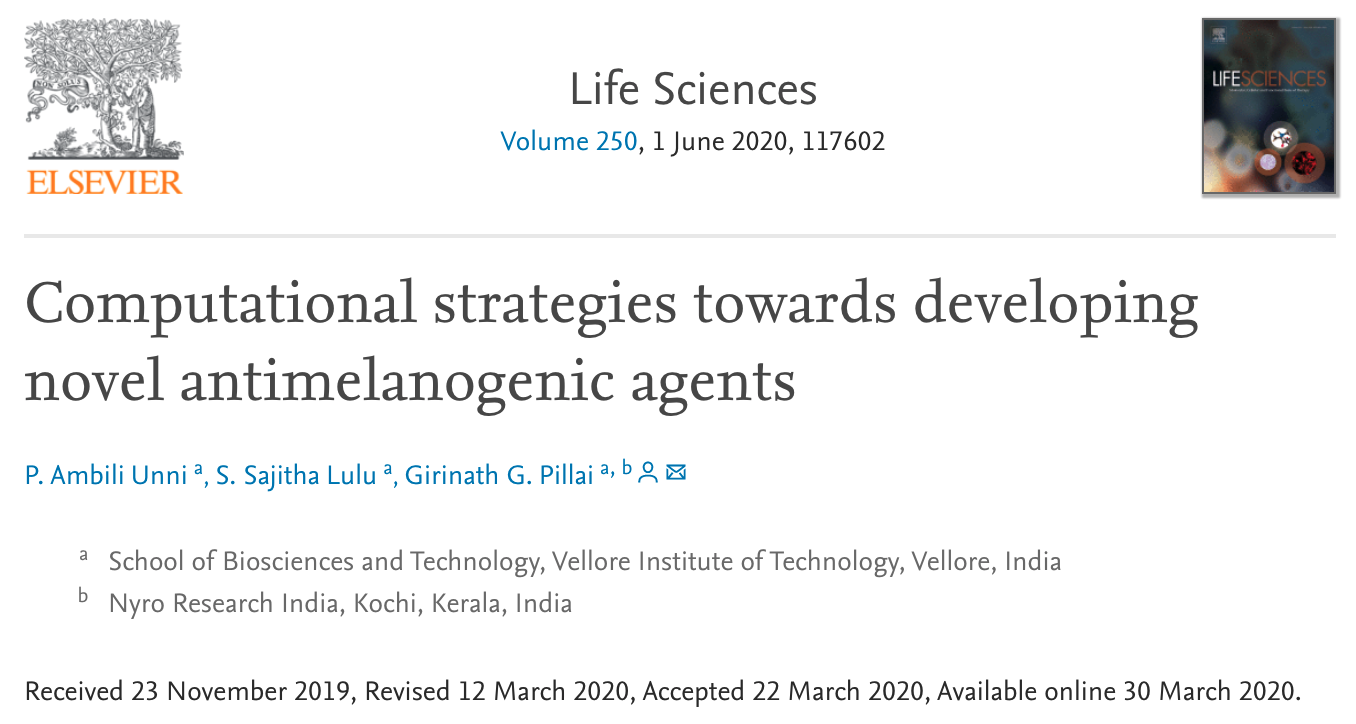 Life Sciences
Volume 250, 1 June 2020, 117602
ELSEVIER
LIFESCIENCES
Computational strategies towards developing
novel antimelanogenic agents
P. Ambili Unni a, S. Sajitha Lulu a, Girinath G. Pillai a, b
a School of Biosciences and Technology, Vellore Institute of Technology, Vellore, India
b Nyro Research India, Kochi, Kerala, India
Received 23 November 2019, Revised 12 March 2020, Accepted 22 March 2020, Available online 30 March 2020.